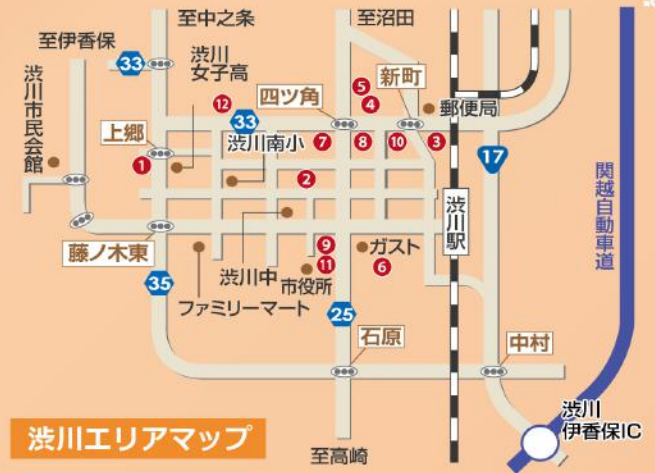 至中之条
至沼田
至伊香保
33
渋川
女子高
新町
5
4
郵便局
12
四ツ角
33
渋川市民会館
上郷
渋川南小
7
8
10
3
17
1
2
関越自動車道
渋川駅
藤ノ木東
9
ガスト
渋川中
11
6
市役所
35
ファミリーマート
25
石原
中村
渋川
伊香保IC
渋川エリアマップ
至高崎